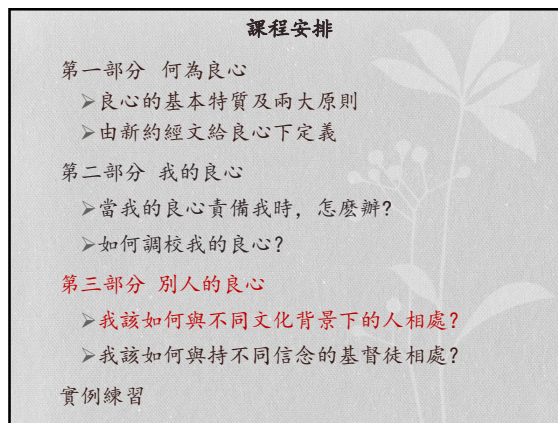 課程安排
第一部分 何為良心
➢良心的基本特質及兩大原則
➢由新約經文給良心下定義
第二部分 我的良心
➢當我的良心責備我時，怎麼辦?
➢如何調校我的良心?
第三部分 別人的良心
➢我該如何與不同文化背景下的人相處?
➢我該如何與持不同信念的基督徒相處?
實例練習